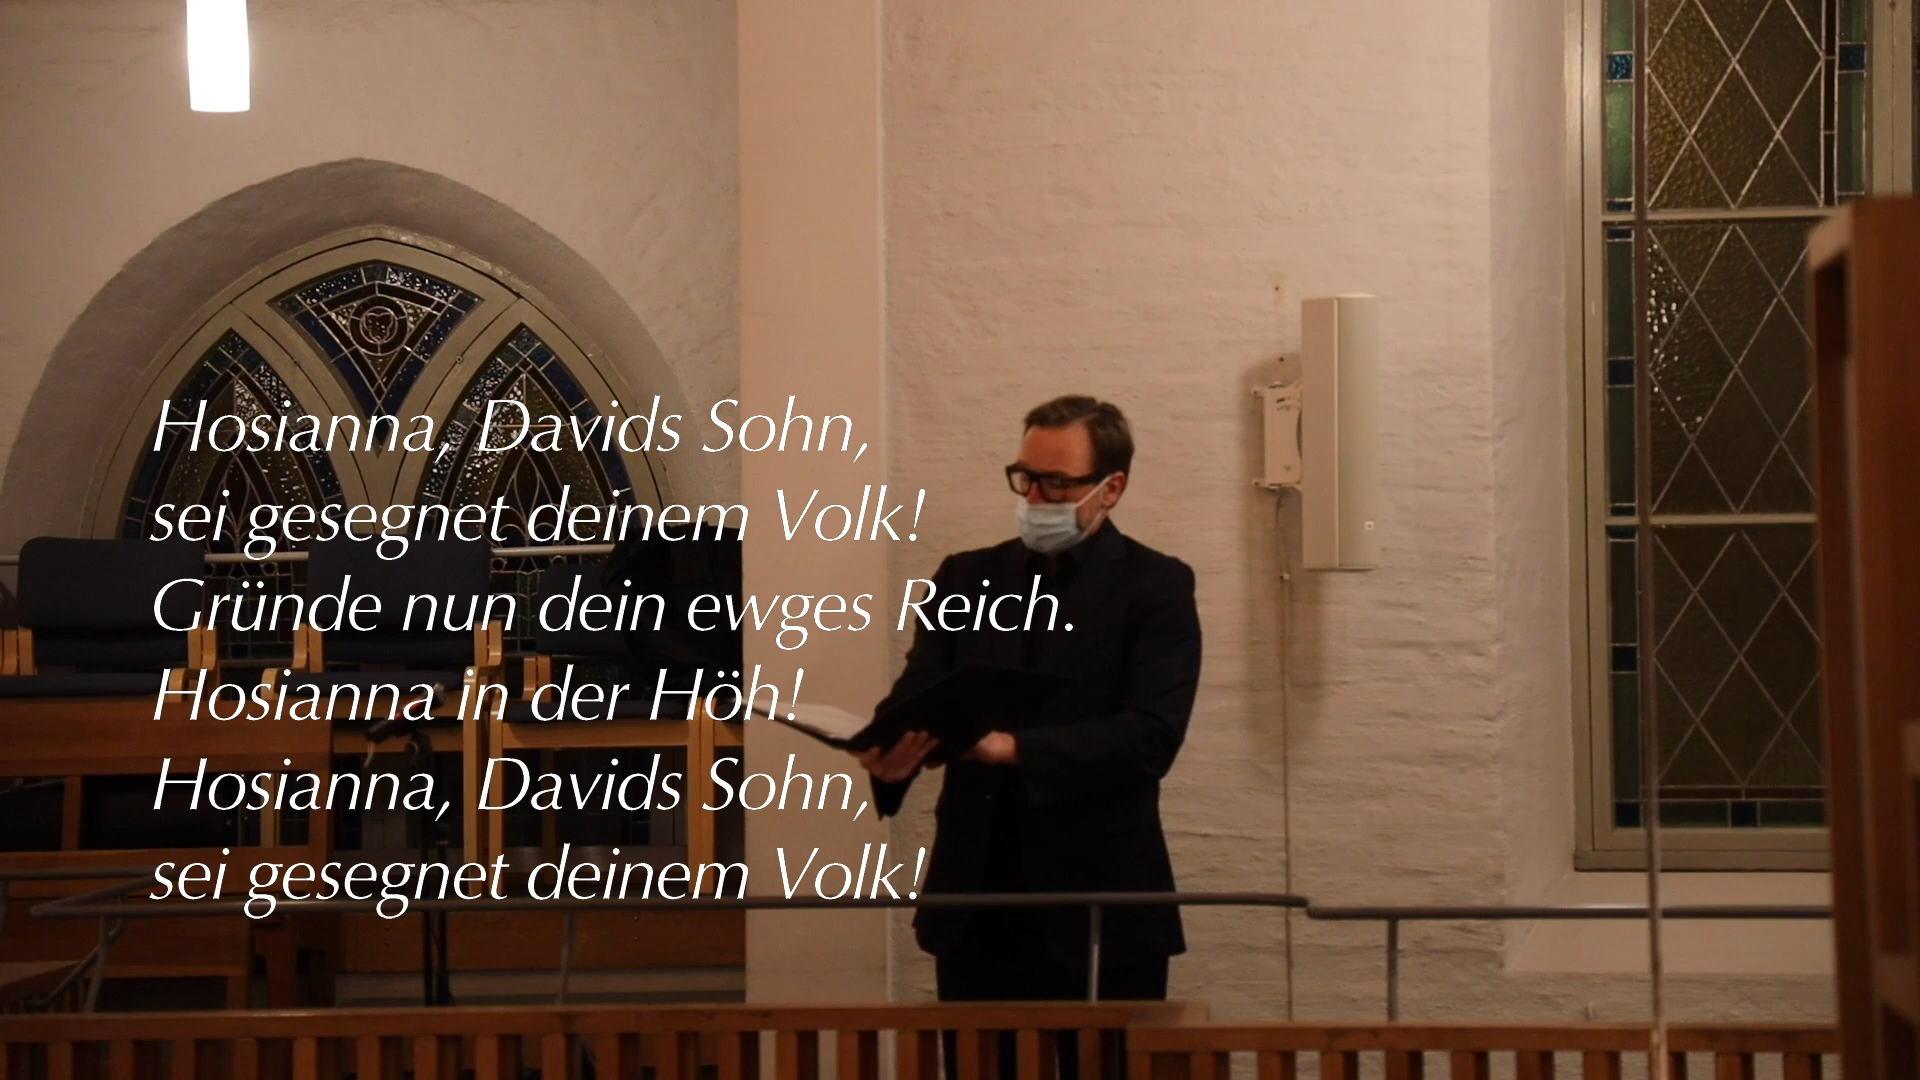 Hosianna, Davids Sohn,
sei gesegnet deinem Volk!
Gründe nun dein ewges Reich.
Hosianna in der Höh!
Hosianna, Davids Sohn,
sei gesegnet deinem Volk!